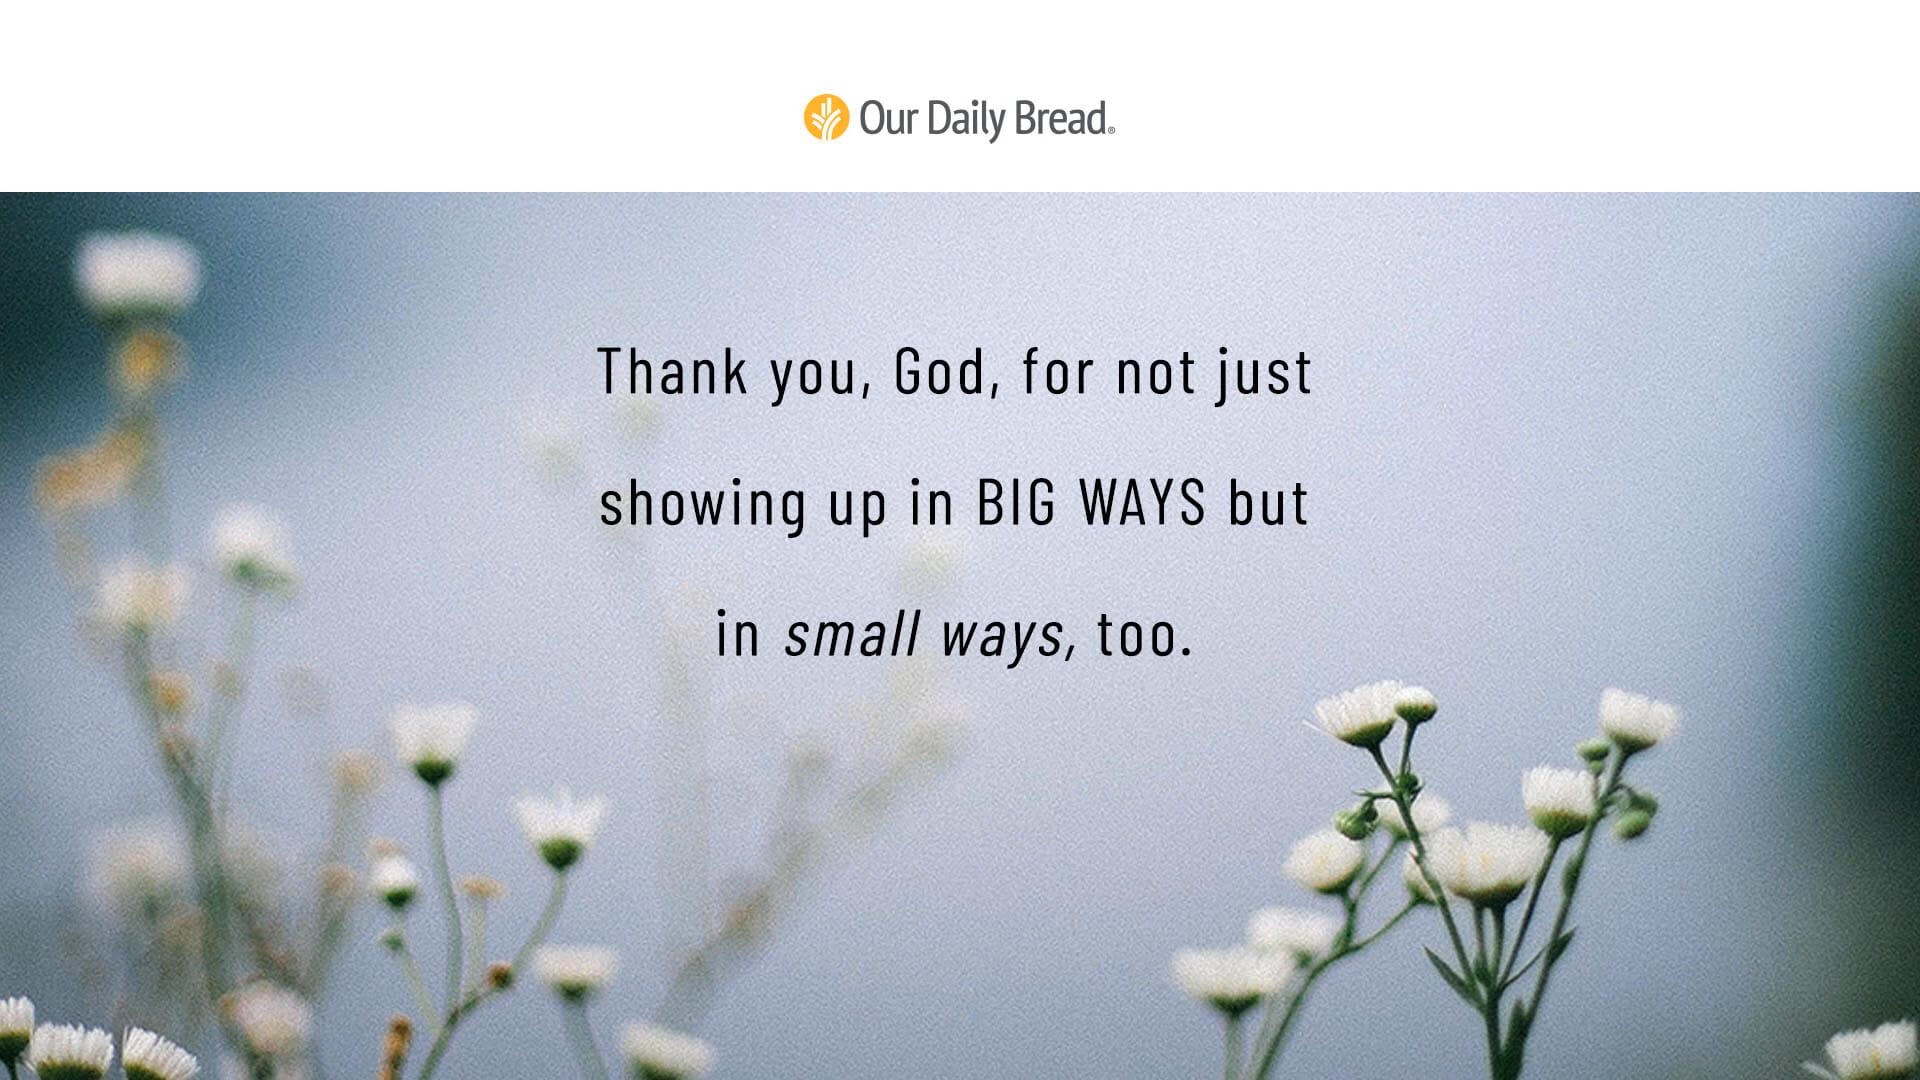 Our Daily Bread®
Thank you, God, for not just
showing up in BIG WAYS but
in small ways, too.